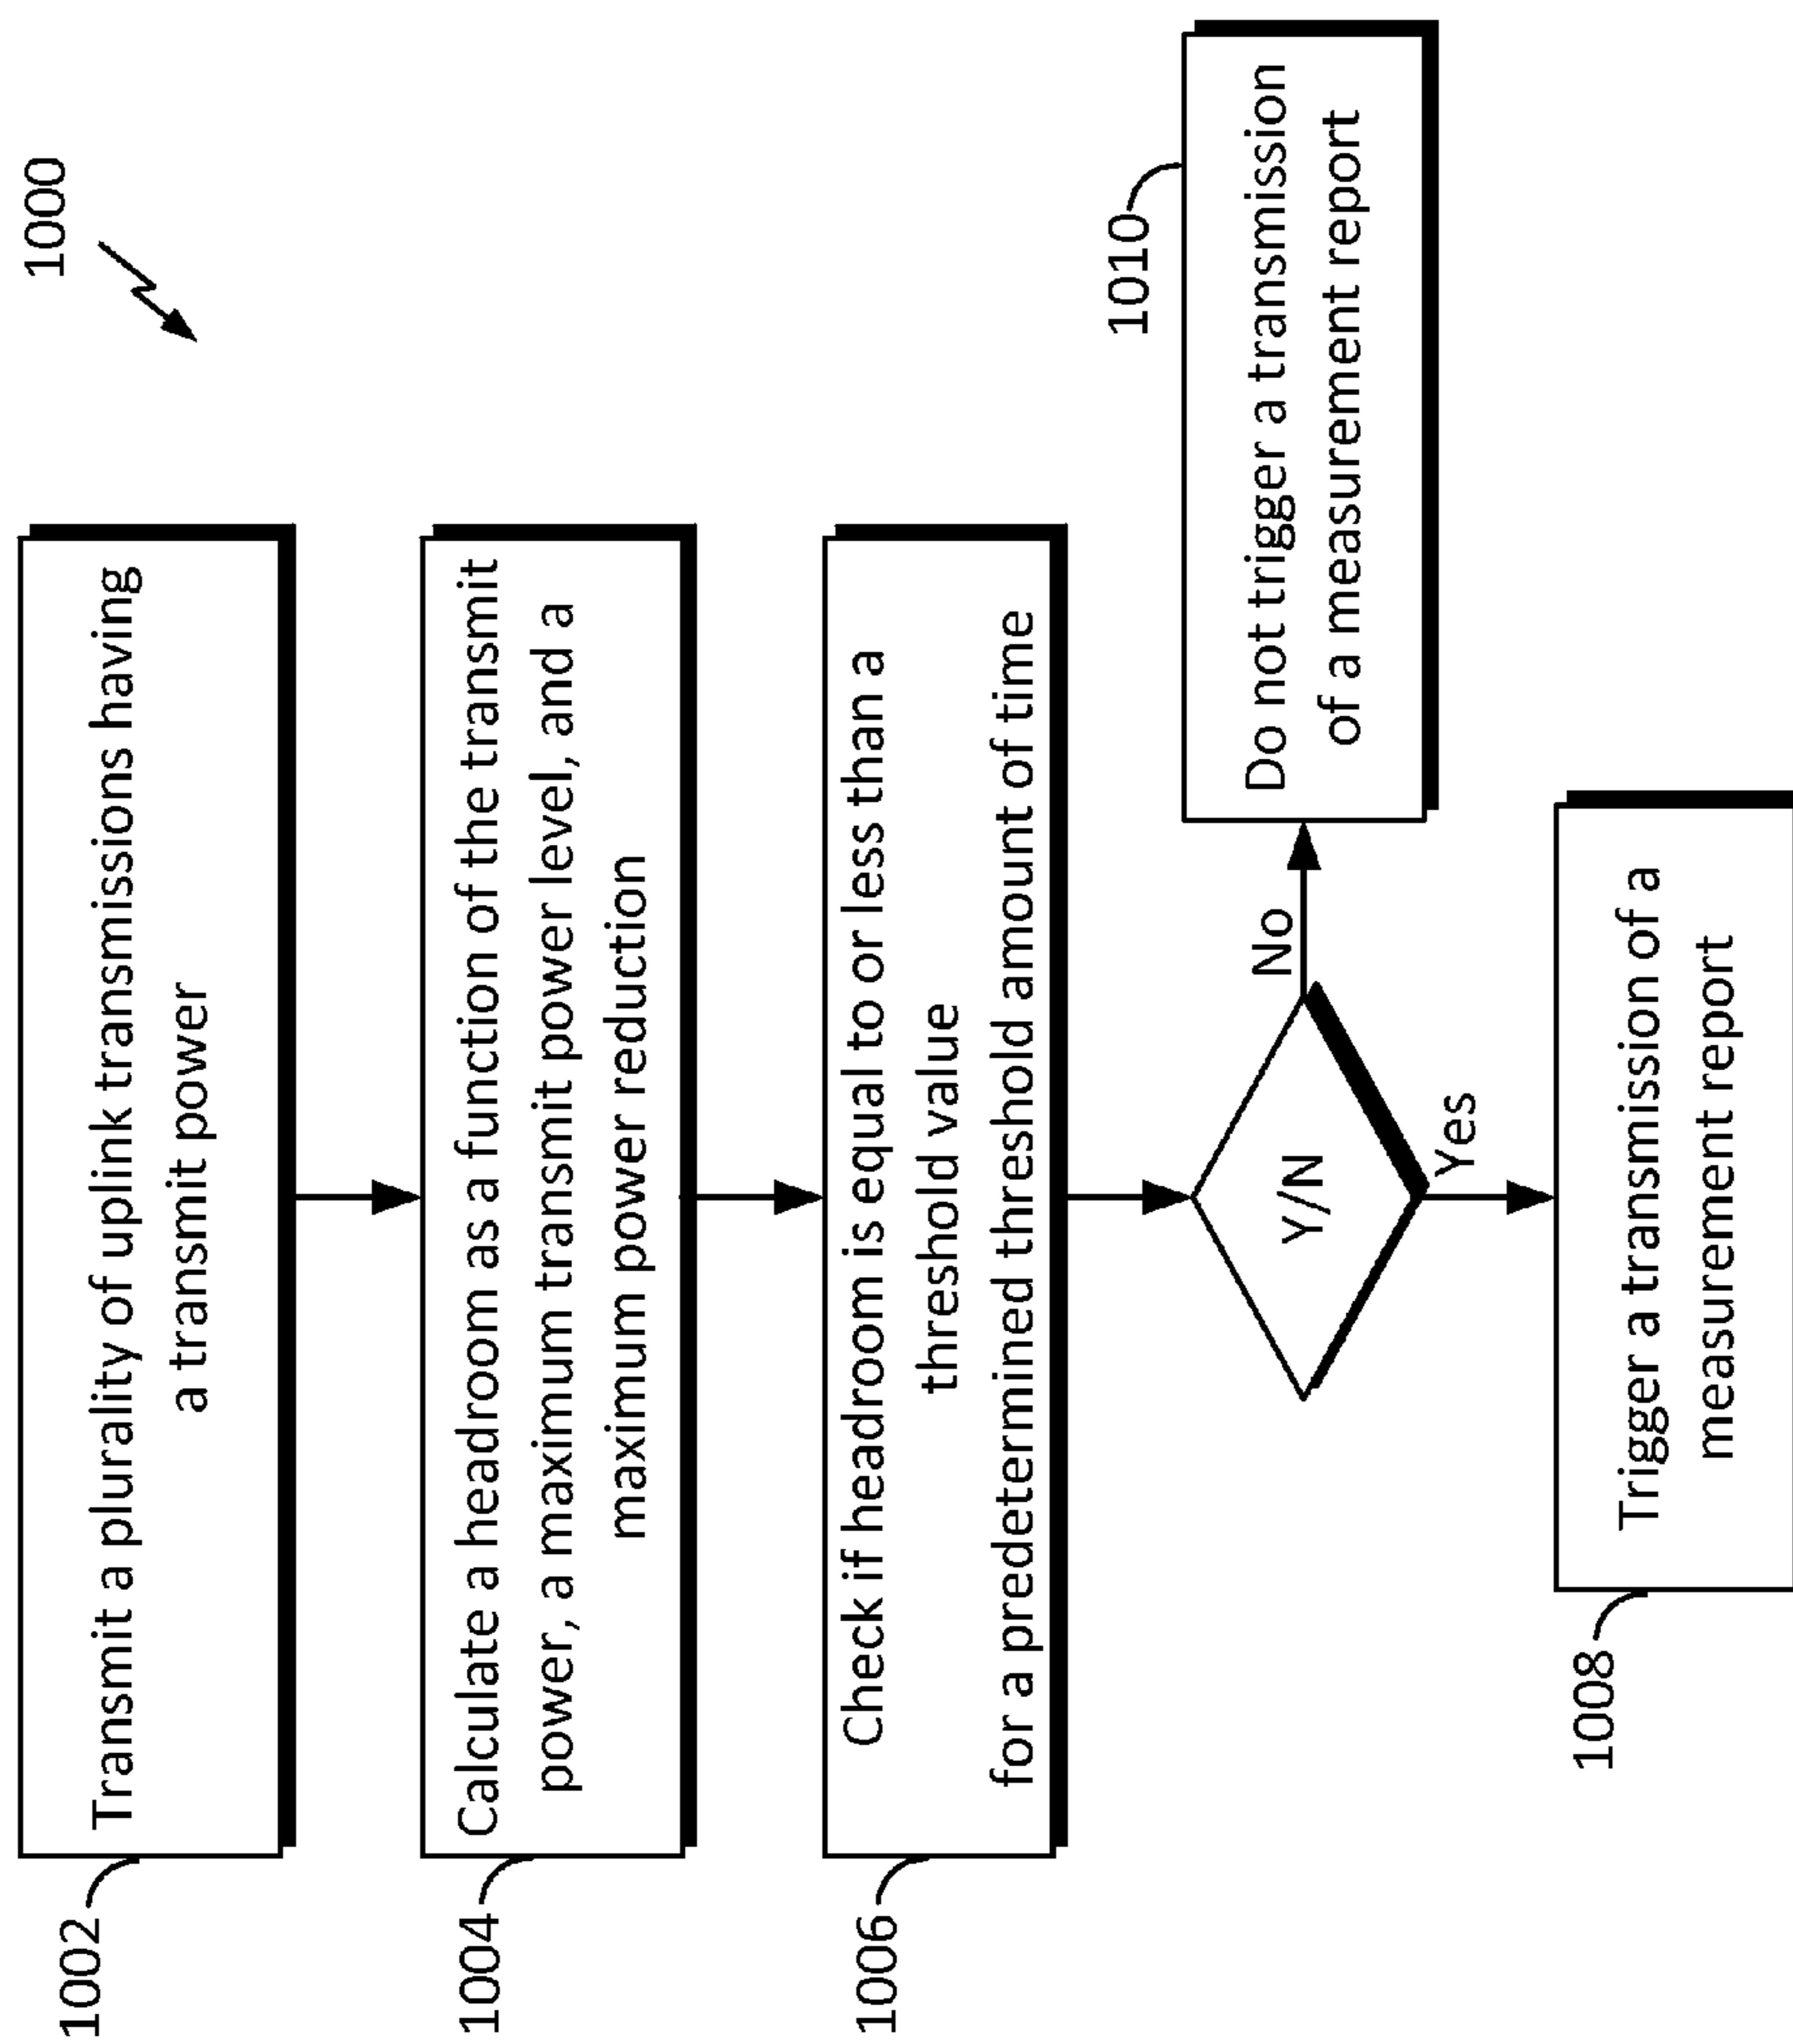 1000
1002
Transmit a plurality of uplink transmissions having
a transmit power
1004
Calculate a headroom as a function of the transmit
power, a maximum transmit power level, and a
maximum power reduction
1006
Check if headroom is equal to or less than a
threshold value
for a predetermined threshold amount of time
Y/N
No
1010
Do not trigger a transmission
of a measurement report
Yes
1008
Trigger a transmission of a
measurement report